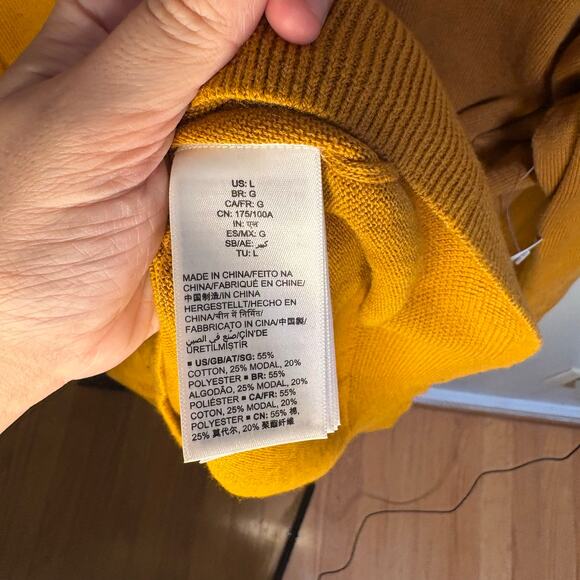 US: L
BR: G
CA/FR: G
CN: 175/100A
IN: एल
ES/MX: G
SB/AE: كبير
TU: L
MADE IN CHINA/FEITO NA
CHINA/FABRIQUÉ EN CHINE/
中国制造/IN CHINA
HERGESTELLT/HECHO EN
CHINA/चीन में निर्मित/
FABBRICATO IN CINA/中国製/
صنع في الصين/ÇİN'DE
ÜRETİLMİŞTİR
■ US/GB/AT/SG: 55%
COTTON, 25% MODAL, 20%
POLYESTER ■ BR: 55%
ALGODÃO, 25% MODAL, 20%
POLIÉSTER ■ CA/FR: 55%
COTON, 25% MODAL, 20%
POLYESTER ■ CN: 55% 棉,
25% 莫代尔, 20% 聚酯纤维